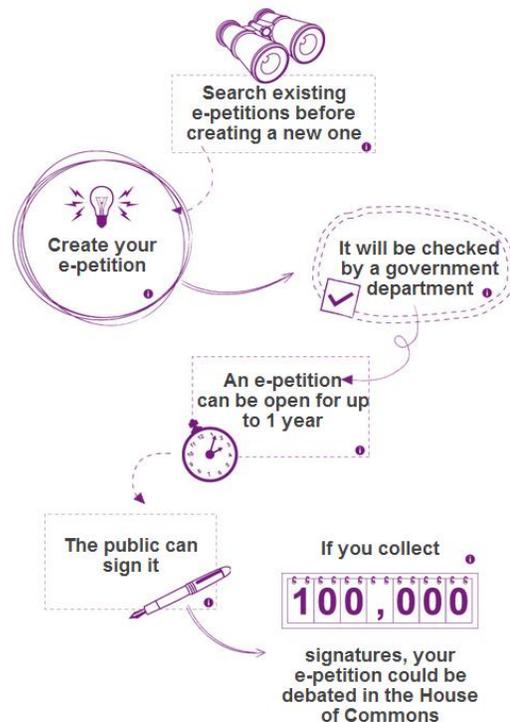 Search existing
e-petitions before
creating a new one
Create your
e-petition
It will be checked
by a government
department
An e-petition
can be open for up
to 1 year
The public can
sign it
If you collect
100,000
signatures, your
e-petition could be
debated in the House
of Commons